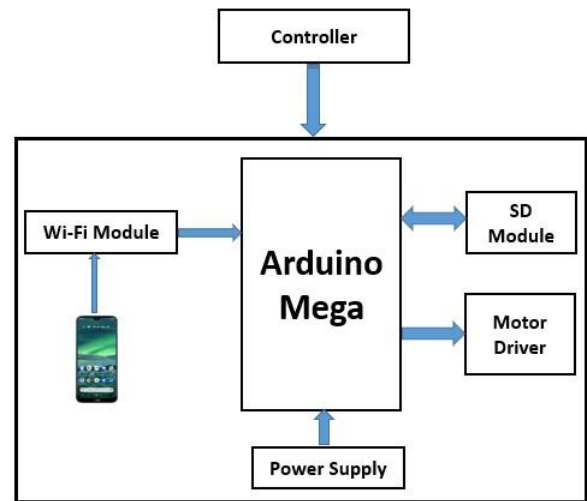 Controller
Wi-Fi Module
Arduino
Mega
SD
Module
Motor
Driver
Power Supply